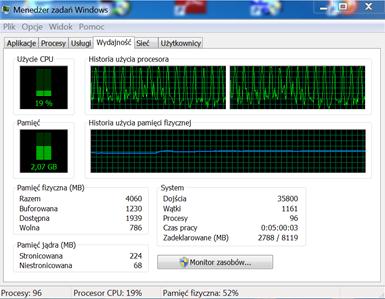 Menedżer zadań Windows
Plik Opcje Widok Pomoc
Aplikacje Procesy Usługi Wydajność Sieć Użytkownicy
Użycie CPU
Historia użycia procesora
19 %
Pamięć
Historia użycia pamięci fizycznej
2,07 GB
Pamięć fizyczna (MB)
Razem 4060
Buforowana 1230
Dostępna 1939
Wolna 786
System
Dojścia 35800
Wątki 1161
Procesy 96
Czas pracy 0:05:00:03
Zadeklarowane (MB) 2788 / 8119
Pamięć jądra (MB)
Stronicowana 224
Niestronicowana 68
Monitor zasobów...
Procesy: 96 Procesor CPU: 19% Pamięć fizyczna: 52%